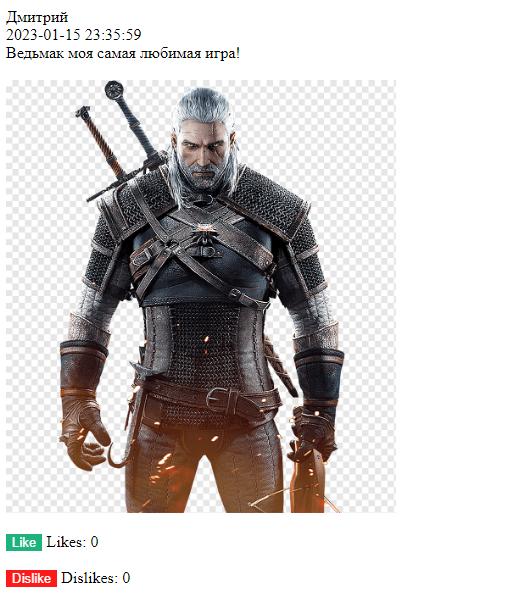 Дмитрий
2023-01-15 23:35:59
Ведьмак моя самая любимая игра!
Like Likes: 0
Dislike Dislikes: 0